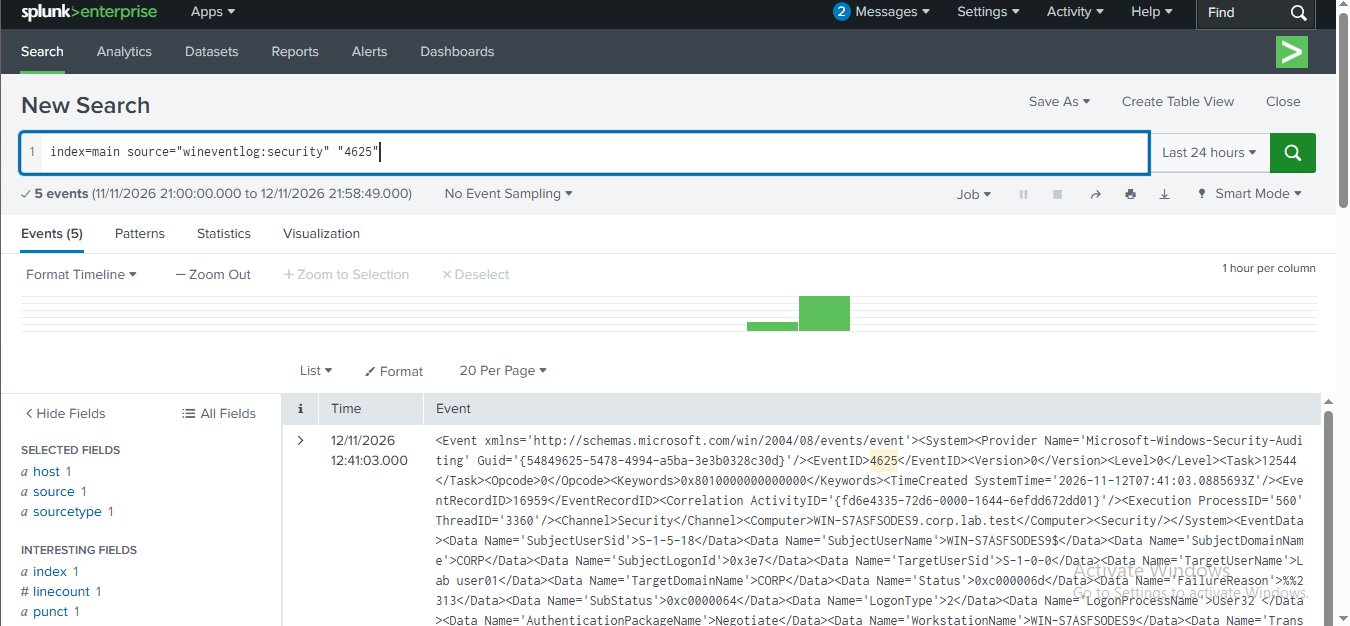 splunk>enterprise Apps 2 Messages Settings Activity Help Find
Search Analytics Datasets Reports Alerts Dashboards
New Search Save As Create Table View Close
1 index=main source="wineventlog:security" "4625" Last 24 hours
5 events (11/11/2026 21:00:00.000 to 12/11/2026 21:58:49.000) No Event Sampling Job Smart Mode
Events (5) Patterns Statistics Visualization
Format Timeline — Zoom Out + Zoom to Selection × Deselect 1 hour per column
List Format 20 Per Page
< Hide Fields All Fields i Time Event
SELECTED FIELDS
a host 1
a source 1
a sourcetype 1
INTERESTING FIELDS
a index 1
# linecount 1
a punct 1
> 12/11/2026
12:41:03.000
<Event xmlns='http://schemas.microsoft.com/win/2004/08/events/event'><System><Provider Name='Microsoft-Windows-Security-Audi
ting' Guid='{54849625-5478-4994-a5ba-3e3b0328c30d}'/><EventID>4625</EventID><Version>0</Version><Level>0</Level><Task>12544
</Task><Opcode>0</Opcode><Keywords>0x8010000000000000</Keywords><TimeCreated SystemTime='2026-11-12T07:41:03.0885693Z'/><Eve
ntRecordID>16959</EventRecordID><Correlation ActivityID='{fd6e4335-72d6-0000-1644-6efdd672dd01}'/><Execution ProcessID='560'
ThreadID='3360'/><Channel>Security</Channel><Computer>WIN-S7ASFSODES9.corp.lab.test</Computer><Security/></System><EventData
><Data Name='SubjectUserSid'>S-1-5-18</Data><Data Name='SubjectUserName'>WIN-S7ASFSODES9$</Data><Data Name='SubjectDomainNam
e'>CORP</Data><Data Name='SubjectLogonId'>0x3e7</Data><Data Name='TargetUserSid'>S-1-0-0</Data><Data Name='TargetUserName'>L
ab user01</Data><Data Name='TargetDomainName'>CORP</Data><Data Name='Status'>0xc000006d</Data><Data Name='FailureReason'>%%2
313</Data><Data Name='SubStatus'>0xc0000064</Data><Data Name='LogonType'>2</Data><Data Name='LogonProcessName'>User32 </Data
><Data Name='AuthenticationPackageName'>Negotiate</Data><Data Name='WorkstationName'>WIN-S7ASFSODES9</Data><Data Name='Trans
Activate Windows
Go to Settings to activate Windows.